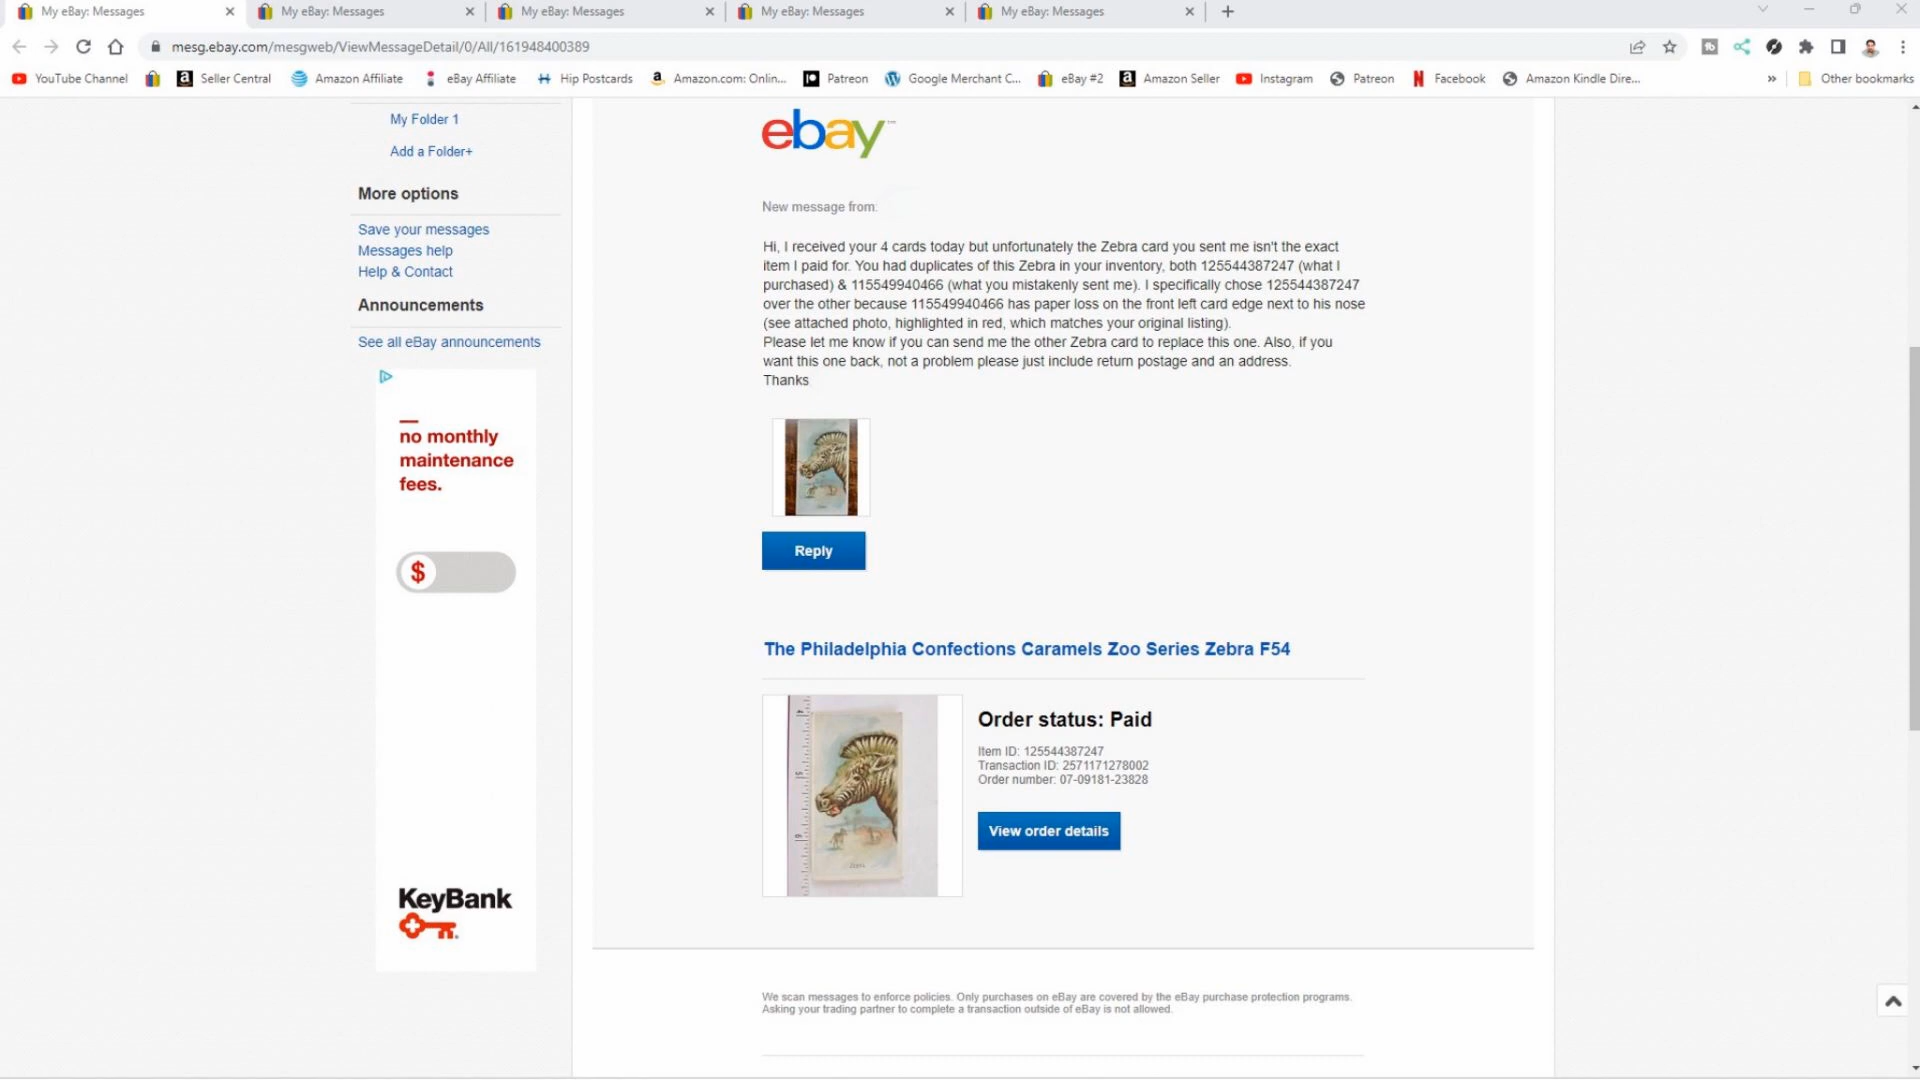 My eBay: Messages
My eBay: Messages
My eBay: Messages
My eBay: Messages
My eBay: Messages
mesg.ebay.com/mesgweb/ViewMessageDetail/0/All/161948400389
YouTube Channel
Seller Central
Amazon Affiliate
eBay Affiliate
Hip Postcards
Amazon.com: Onlin...
Patreon
Google Merchant C...
eBay #2
Amazon Seller
Instagram
Patreon
Facebook
Amazon Kindle Dire...
»
Other bookmarks
My Folder 1
Add a Folder+
More options
Save your messages
Messages help
Help & Contact
Announcements
See all eBay announcements
no monthly
maintenance
fees.
$
KeyBank
ebay
New message from:
Hi, I received your 4 cards today but unfortunately the Zebra card you sent me isn't the exact
item I paid for. You had duplicates of this Zebra in your inventory, both 125544387247 (what I
purchased) & 115549940466 (what you mistakenly sent me). I specifically chose 125544387247
over the other because 115549940466 has paper loss on the front left card edge next to his nose
(see attached photo, highlighted in red, which matches your original listing).
Please let me know if you can send me the other Zebra card to replace this one. Also, if you
want this one back, not a problem please just include return postage and an address.
Thanks
Reply
The Philadelphia Confections Caramels Zoo Series Zebra F54
4
5
6
Zebra
Order status: Paid
Item ID: 125544387247
Transaction ID: 2571171278002
Order number: 07-09181-23828
View order details
We scan messages to enforce policies. Only purchases on eBay are covered by the eBay purchase protection programs.
Asking your trading partner to complete a transaction outside of eBay is not allowed.